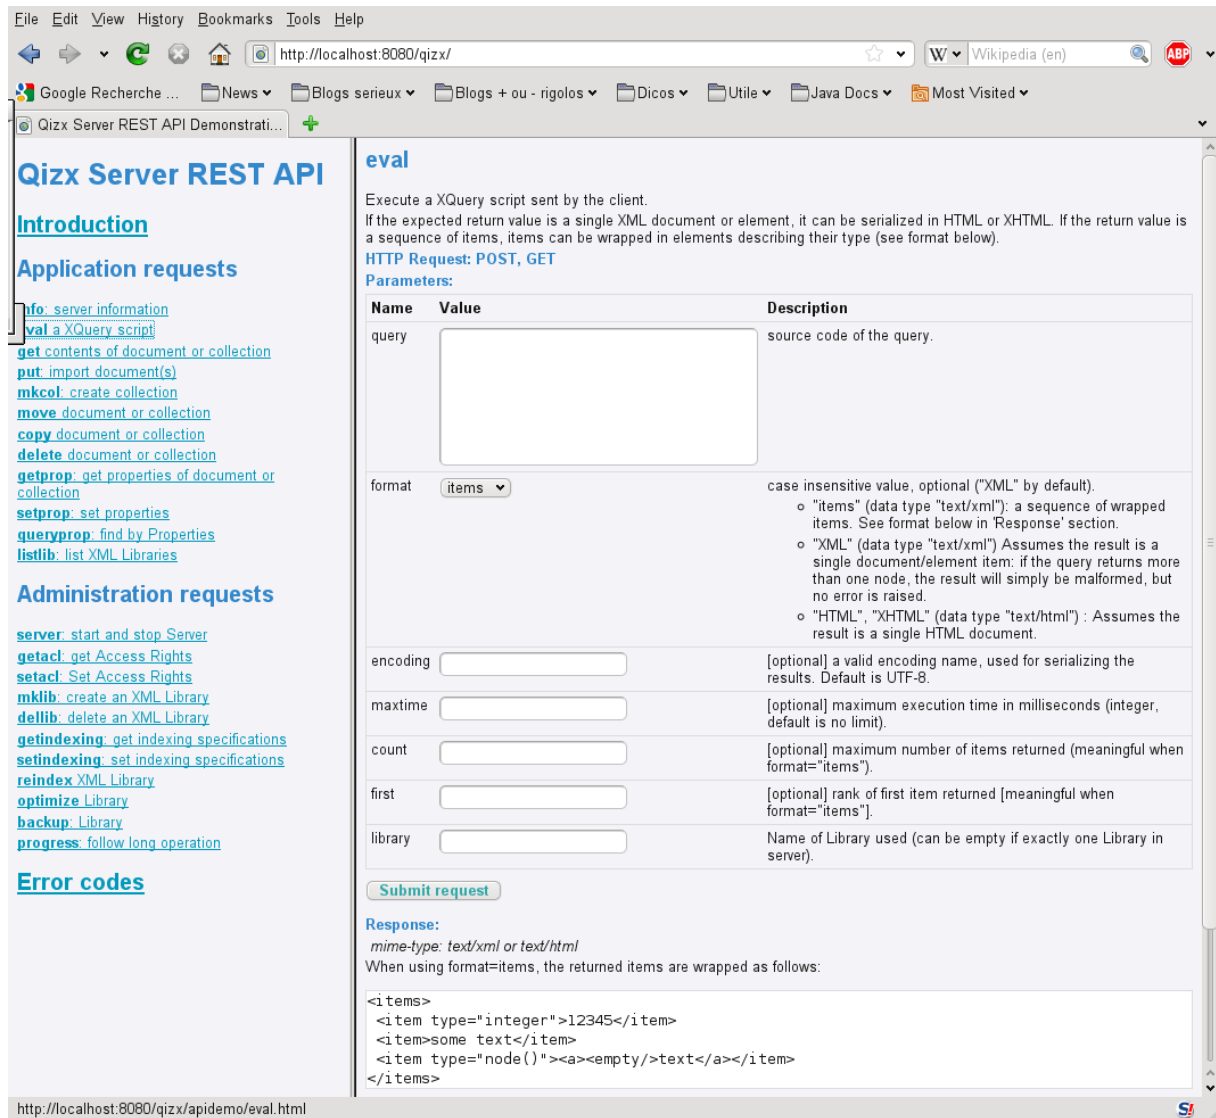 File Edit View History Bookmarks Tools Help
http://localhost:8080/qizx/
W Wikipedia (en)
ABP
Google Recherche ... News Blogs serieux Blogs + ou - rigolos Dicos Utile Java Docs Most Visited
Qizx Server REST API Demonstrati...
Qizx Server REST API
Introduction
Application requests
nfo: server information
val a XQuery script
get contents of document or collection
put: import document(s)
mkcol: create collection
move document or collection
copy document or collection
delete document or collection
getprop: get properties of document or
collection
setprop: set properties
queryprop: find by Properties
listlib: list XML Libraries
Administration requests
server: start and stop Server
getacl: get Access Rights
setacl: Set Access Rights
mklib: create an XML Library
dellib: delete an XML Library
getindexing: get indexing specifications
setindexing: set indexing specifications
reindex XML Library
optimize Library
backup: Library
progress: follow long operation
Error codes
eval
Execute a XQuery script sent by the client.
If the expected return value is a single XML document or element, it can be serialized in HTML or XHTML. If the return value is
a sequence of items, items can be wrapped in elements describing their type (see format below).
HTTP Request: POST, GET
Parameters:
Name Value Description
query source code of the query.
format items case insensitive value, optional ("XML" by default).
"items" (data type "text/xml"): a sequence of wrapped
items. See format below in 'Response' section.
"XML" (data type "text/xml") Assumes the result is a
single document/element item: if the query returns more
than one node, the result will simply be malformed, but
no error is raised.
"HTML", "XHTML" (data type "text/html") : Assumes the
result is a single HTML document.
encoding [optional] a valid encoding name, used for serializing the
results. Default is UTF-8.
maxtime [optional] maximum execution time in milliseconds (integer,
default is no limit).
count [optional] maximum number of items returned (meaningful when
format="items").
first [optional] rank of first item returned [meaningful when
format="items"].
library Name of Library used (can be empty if exactly one Library in
server).
Submit request
Response:
mime-type: text/xml or text/html
When using format=items, the returned items are wrapped as follows:
<items>
<item type="integer">12345</item>
<item>some text</item>
<item type="node()"><a><empty/>text</a></item>
</items>
http://localhost:8080/qizx/apidemo/eval.html
S!